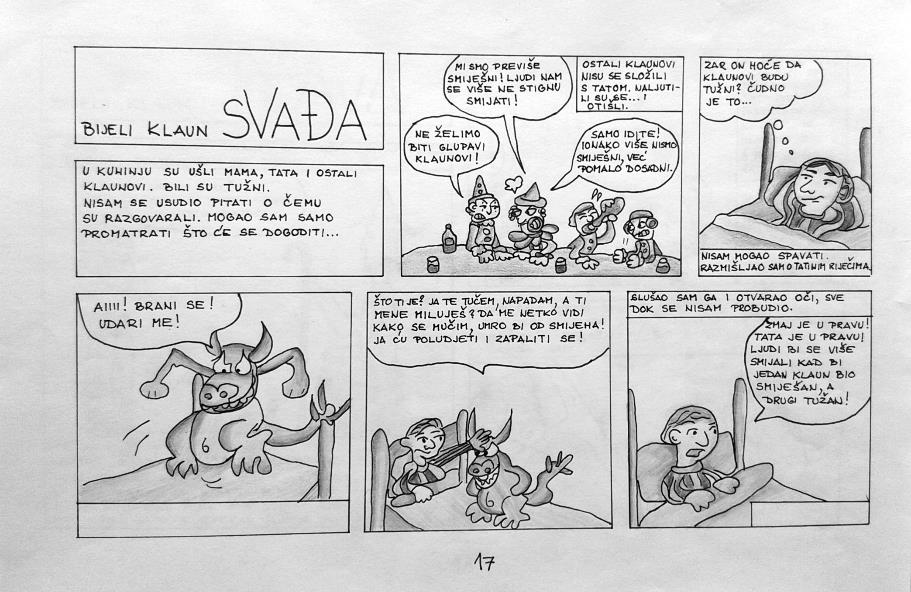 BIJELI KLAUN SVAĐA
U KUHINJU SU UŠLI MAMA, TATA I OSTALI
KLAUNOVI. BILI SU TUŽNI.
NISAM SE USUDIO PITATI O ČEMU
SU RAZGOVARALI. MOGAO SAM SAMO
PROMATRATI ŠTO ĆE SE DOGODITI...
MI SMO PREVIŠE
SMIJEŠNI! LJUDI NAM
SE VIŠE NE STIGNU
SMIJATI!
NE ŽELIMO
BITI GLUPAVI
KLAUNOVI!
OSTALI KLAUNOVI
NISU SE SLOŽILI
S TATOM, NALJUTI-
LI SU SE... I
OTIŠLI.
SAMO IDITE!
IONAKO VIŠE NISMO
SMIJEŠNI, VEĆ
POMALO DOSADNI.
ZAR ON HOĆE DA
KLAUNOVI BUDU
TUŽNI? ČUDNO
JE TO...
NISAM MOGAO SPAVATI.
RAZMIŠLJAO SAM O TATINIM RIJEČIMA.
AIIII! BRANI SE!
UDARI ME!
ŠTO TI JE? JA TE TUČEM, NAPADAM, A TI
MENE MILUJEŠ? DA ME NETKO VIDI
KAKO SE MUČIM, UMRO BI OD SMIJEHA!
JA ĆU POLUDJETI I ZAPALITI SE!
SLUŠAO SAM GA I OTVARAO OČI, SVE
DOK SE NISAM PROBUDIO.
ZMAJ JE U PRAVU!
TATA JE U PRAVU!
LJUDI BI SE VIŠE
SMIJALI KAD BI
JEDAN KLAUN BIO
SMIJEŠAN, A
DRUGI TUŽAN!
17